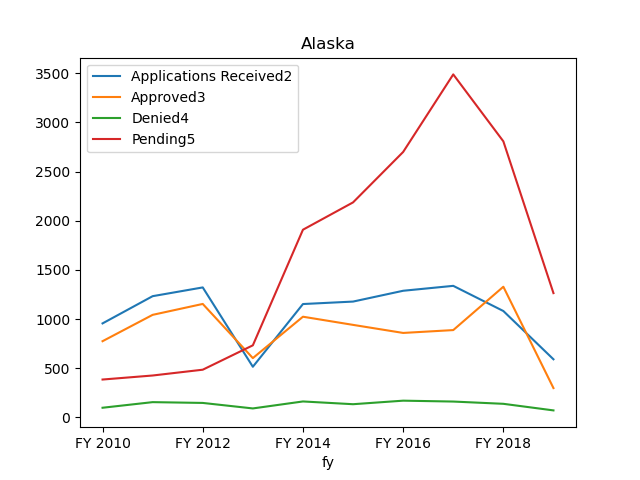 Alaska
Applications Received2
Approved3
Denied4
Pending5
3500
3000
2500
2000
1500
1000
500
0
FY 2010 FY 2012 FY 2014 FY 2016 FY 2018
fy